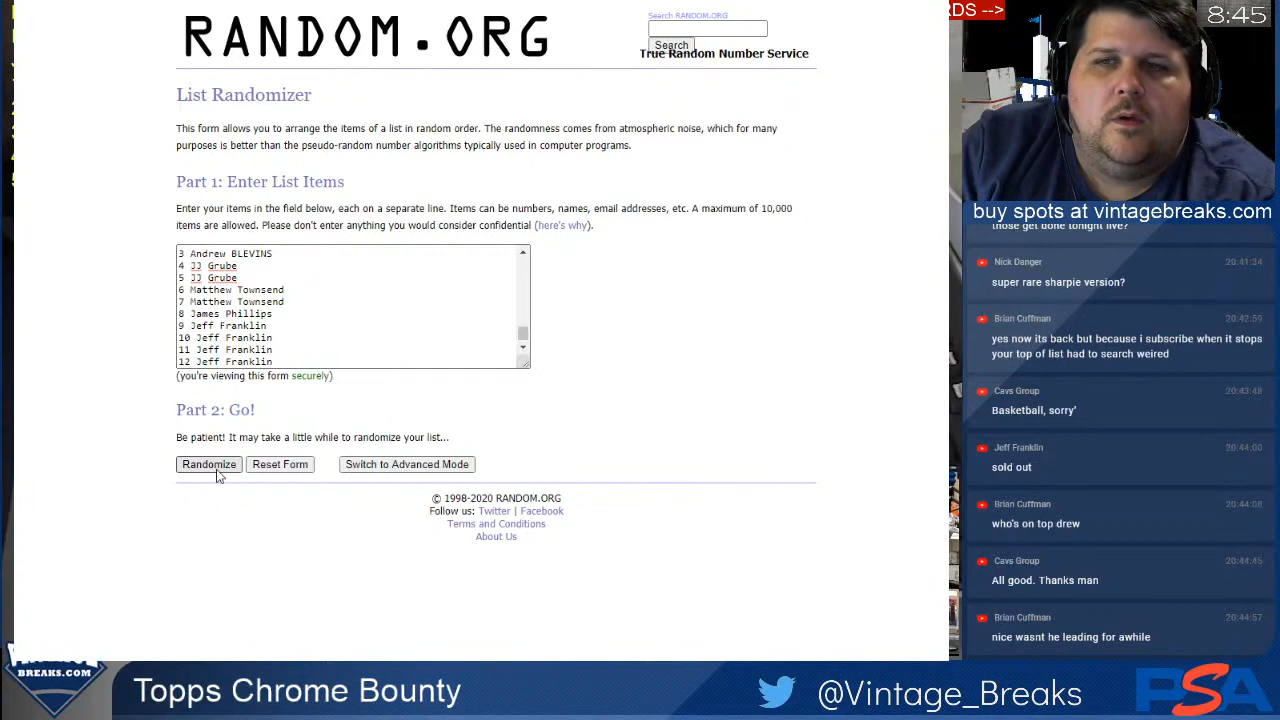 RANDOM.ORG
Search RANDOM.ORG
Search
True Random Number Service
RDS -->
8:45
List Randomizer
This form allows you to arrange the items of a list in random order. The randomness comes from atmospheric noise, which for many
purposes is better than the pseudo-random number algorithms typically used in computer programs.
Part 1: Enter List Items
Enter your items in the field below, each on a separate line. Items can be numbers, names, email addresses, etc. A maximum of 10,000
items are allowed. Please don't enter anything you would consider confidential (here's why).
3 Andrew BLEVINS
4 JJ Grube
5 JJ Grube
6 Matthew Townsend
7 Matthew Townsend
8 James Phillips
9 Jeff Franklin
10 Jeff Franklin
11 Jeff Franklin
12 Jeff Franklin
(you're viewing this form securely)
Part 2: Go!
Be patient! It may take a little while to randomize your list...
Randomize
Reset Form
Switch to Advanced Mode
© 1998-2020 RANDOM.ORG
Follow us: Twitter | Facebook
Terms and Conditions
About Us
buy spots at vintagebreaks.com
those get done tonight live?
Nick Danger 20:41:34
super rare sharpie version?
Brian Cuffman 20:42:59
yes now its back but because i subscribe when it stops
your top of list had to search weired
Cavs Group 20:43:48
Basketball, sorry'
Jeff Franklin 20:44:00
sold out
Brian Cuffman 20:44:08
who's on top drew
Cavs Group 20:44:45
All good. Thanks man
Brian Cuffman 20:44:57
nice wasnt he leading for awhile
BREAKS.COM
Topps Chrome Bounty
@Vintage_Breaks
PSA